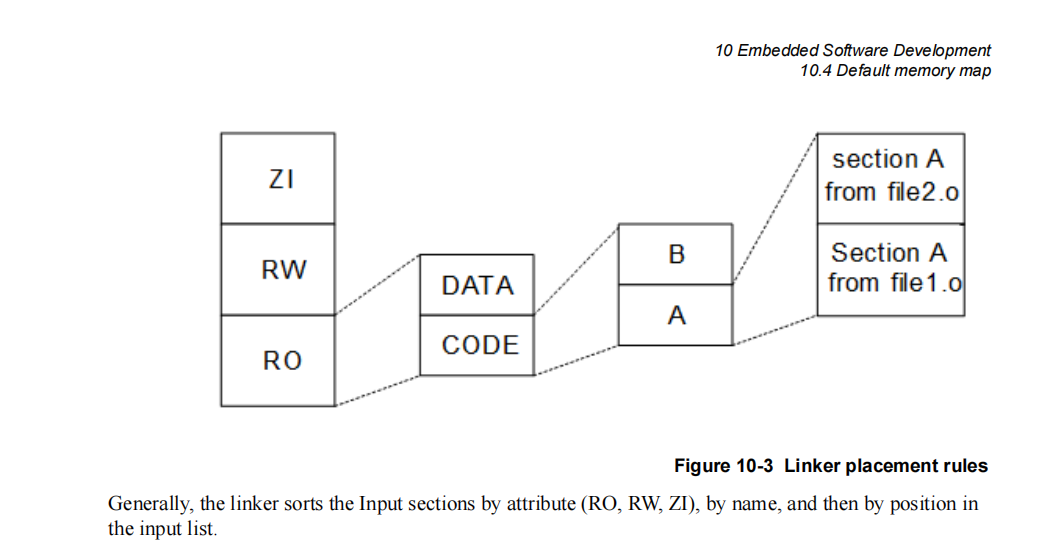 10 Embedded Software Development
10.4 Default memory map
ZI
RW
RO
DATA
CODE
B
A
section A
from file2.o
Section A
from file1.o
Figure 10-3 Linker placement rules
Generally, the linker sorts the Input sections by attribute (RO, RW, ZI), by name, and then by position in
the input list.